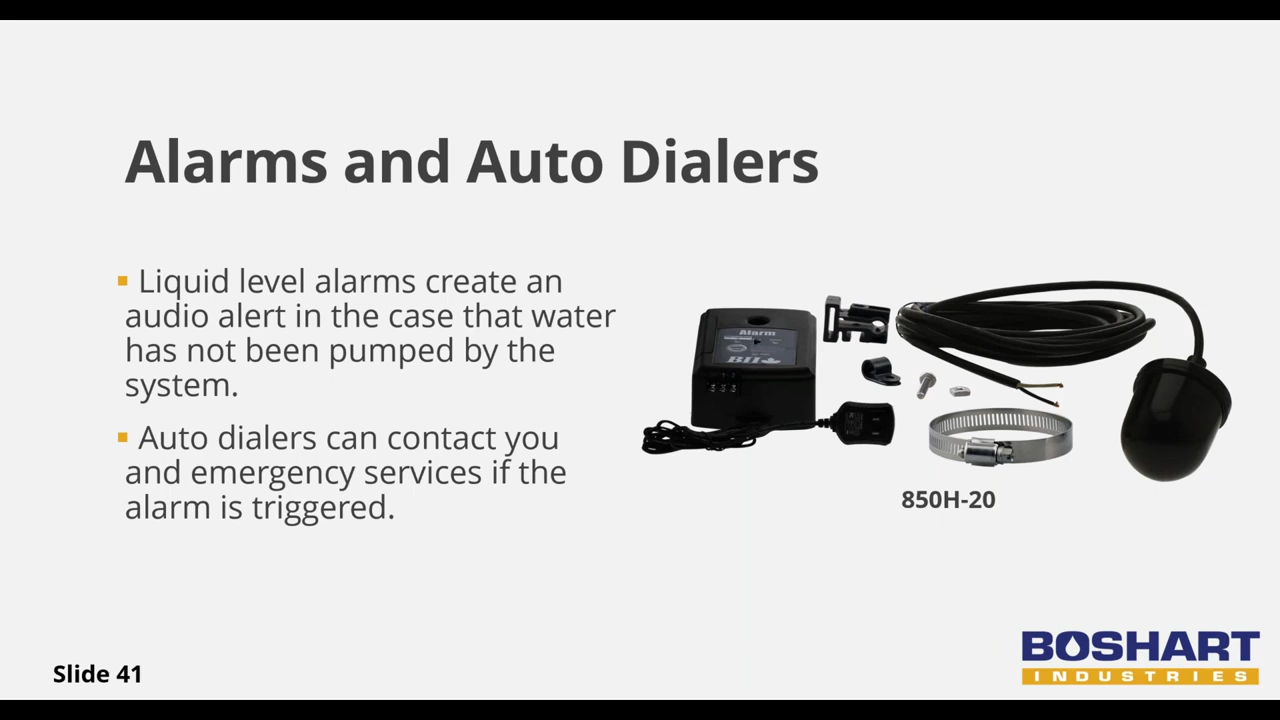 Alarms and Auto Dialers
▪ Liquid level alarms create an
audio alert in the case that water
has not been pumped by the
system.
▪ Auto dialers can contact you
and emergency services if the
alarm is triggered.
Alarm
BII
850H-20
Slide 41
BOSHART
INDUSTRIES